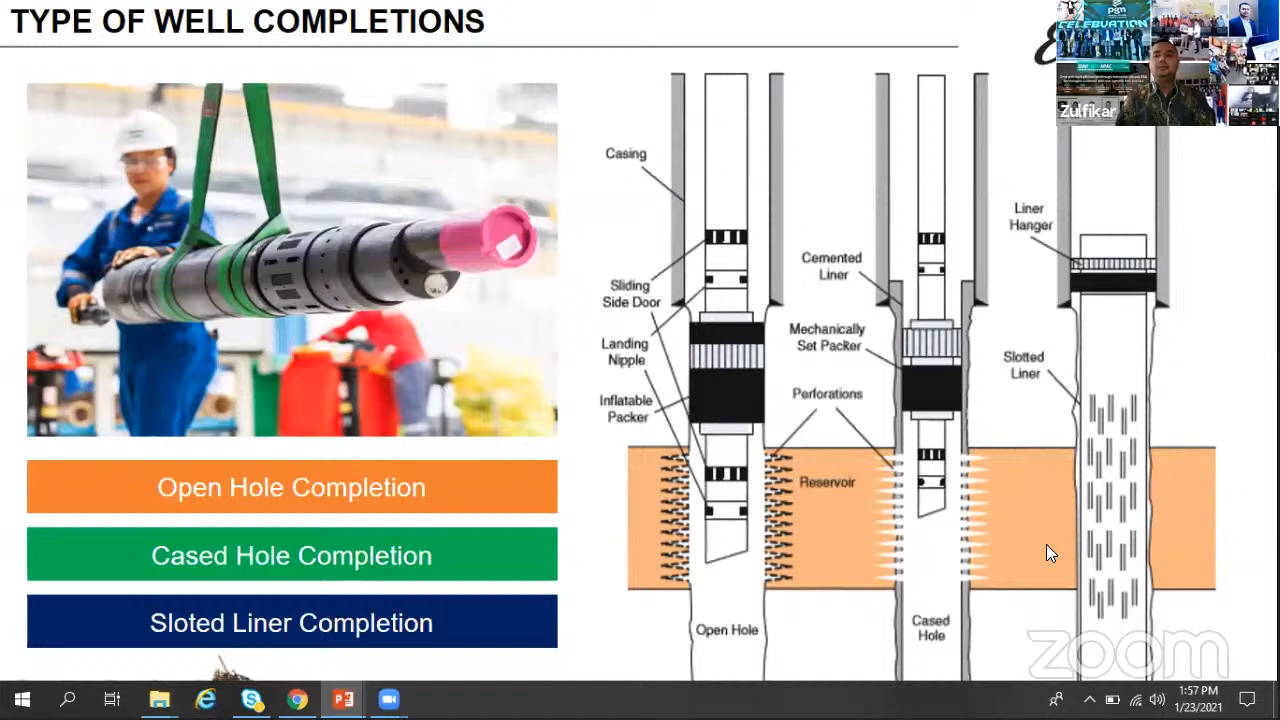 TYPE OF WELL COMPLETIONS
pgn
CELEBRATION
Zulfikar
Casing
Sliding
Side Door
Landing
Nipple
Inflatable
Packer
Cemented
Liner
Mechanically
Set Packer
Perforations
Reservoir
Liner
Hanger
Slotted
Liner
Open Hole
Cased
Hole
Open Hole Completion
Cased Hole Completion
Sloted Liner Completion
zoom
1:57 PM
1/23/2021